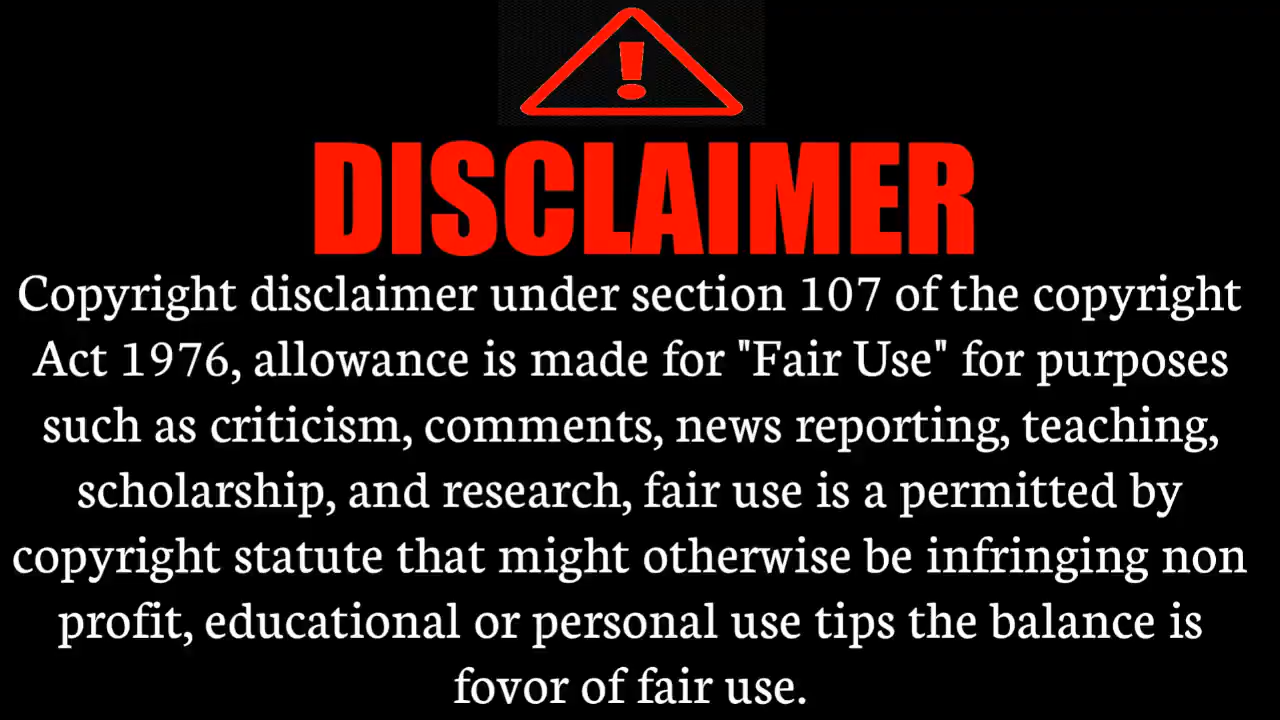 DISCLAIMER
Copyright disclaimer under section 107 of the copyright
Act 1976, allowance is made for "Fair Use" for purposes
such as criticism, comments, news reporting, teaching,
scholarship, and research, fair use is a permitted by
copyright statute that might otherwise be infringing non
profit, educational or personal use tips the balance is
fovor of fair use.